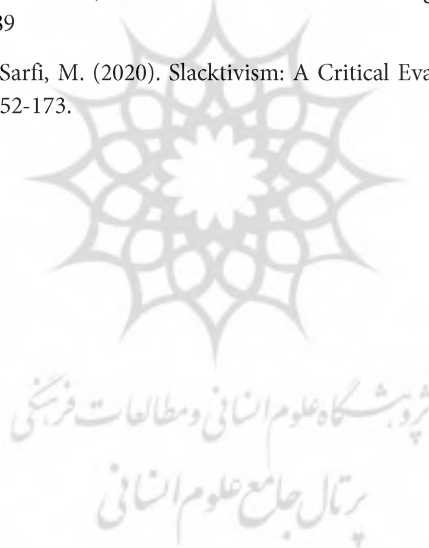 39
Sarfi, M. (2020). Slacktivism: A Critical Eva
52-173.
پژوهشگاه علوم انسانی و مطالعات فرهنگی
پرتال جامع علوم انسانی